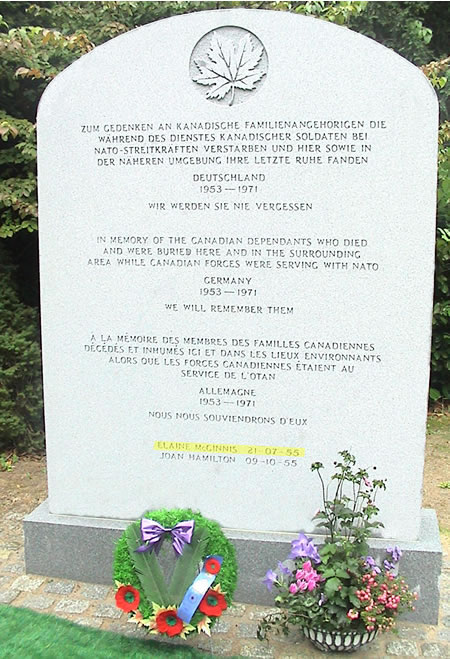 ZUM GEDENKEN AN KANADISCHE FAMILIENANGEHÖRIGEN DIE
WÄHREND DES DIENSTES KANADISCHER SOLDATEN BEI
NATO-STREITKRÄFTEN VERSTARBEN UND HIER SOWIE IN
DER NÄHEREN UMGEBUNG IHRE LETZTE RUHE FANDEN
DEUTSCHLAND
1953 — 1971
WIR WERDEN SIE NIE VERGESSEN
IN MEMORY OF THE CANADIAN DEPENDANTS WHO DIED
AND WERE BURIED HERE AND IN THE SURROUNDING
AREA WHILE CANADIAN FORCES WERE SERVING WITH NATO
GERMANY
1953 — 1971
WE WILL REMEMBER THEM
À LA MÉMOIRE DES MEMBRES DES FAMILLES CANADIENNES
DÉCÉDÉS ET INHUMÉS ICI ET DANS LES LIEUX ENVIRONNANTS
ALORS QUE LES FORCES CANADIENNES ÉTAIENT AU
SERVICE DE L'OTAN
ALLEMAGNE
1953 — 1971
NOUS NOUS SOUVIENDRONS D'EUX
ELAINE McGINNIS 21-07-55
JOAN HAMILTON 09-10-55